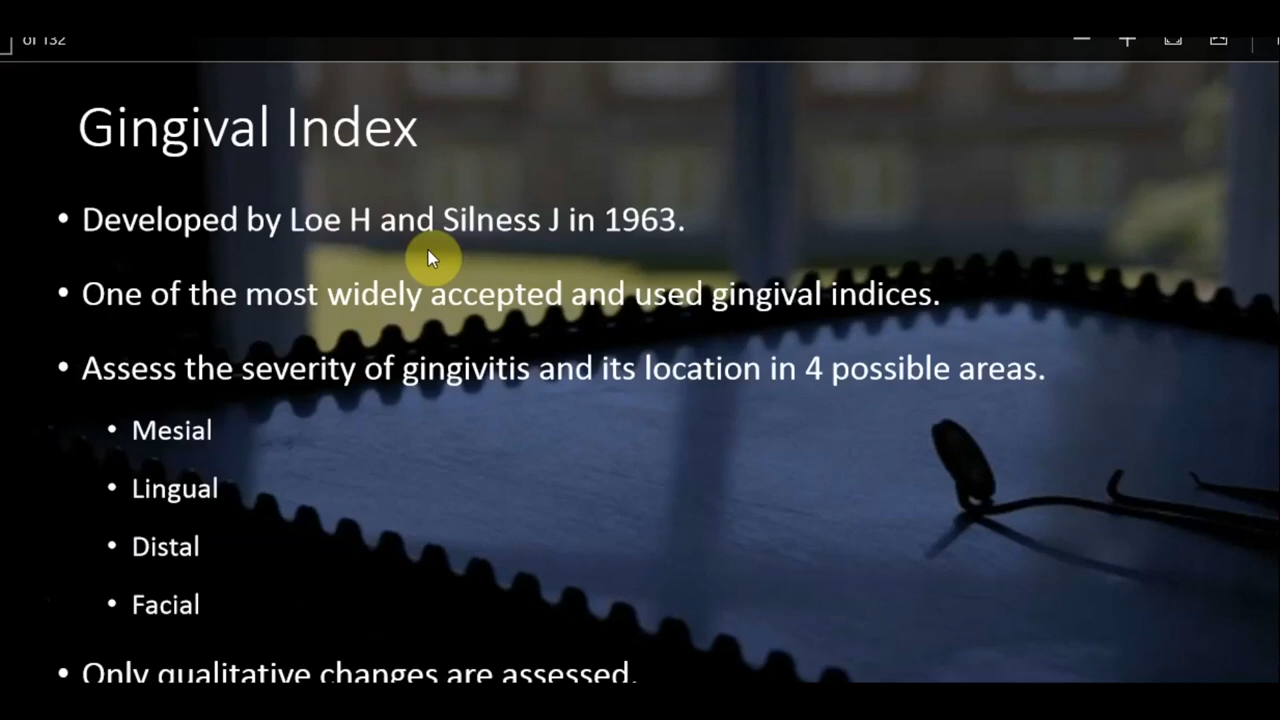 of 132
Gingival Index
• Developed by Loe H and Silness J in 1963.
• One of the most widely accepted and used gingival indices.
• Assess the severity of gingivitis and its location in 4 possible areas.
• Mesial
• Lingual
• Distal
• Facial
• Only qualitative changes are assessed.